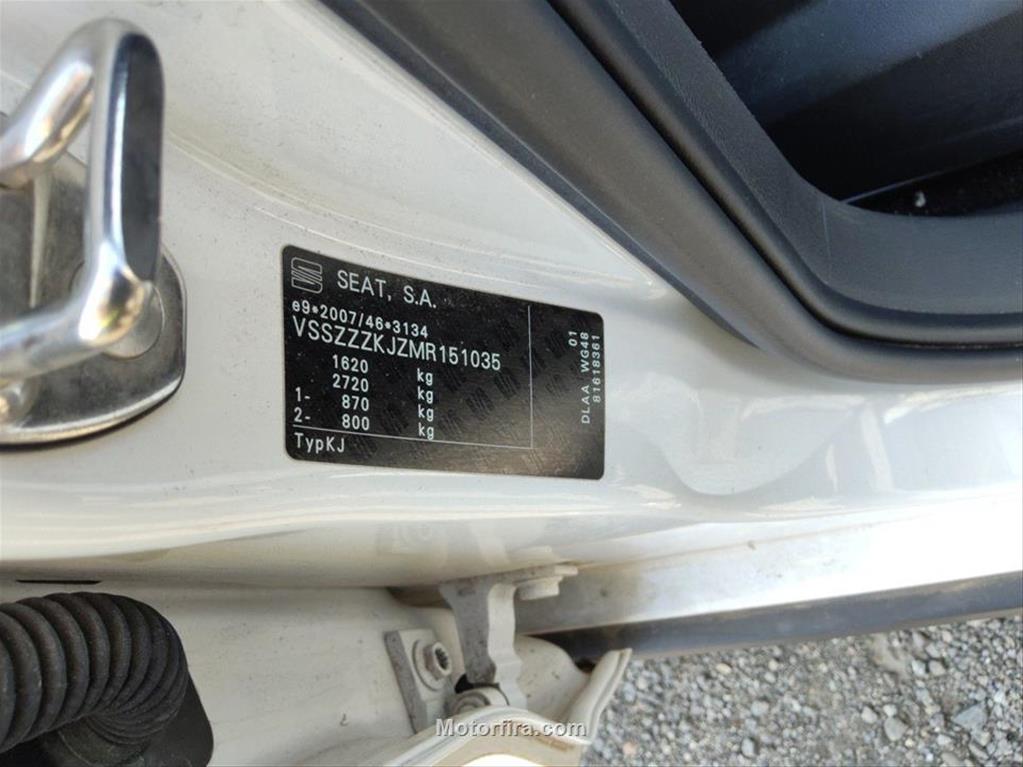 SEAT, S.A.
e9*2007/46*3134
VSSZZZKJZMR151035
1620 kg
2720 kg
1- 870 kg
2- 800 kg
TypKJ
01
DLAA WG48
81618361
Motorfira.com